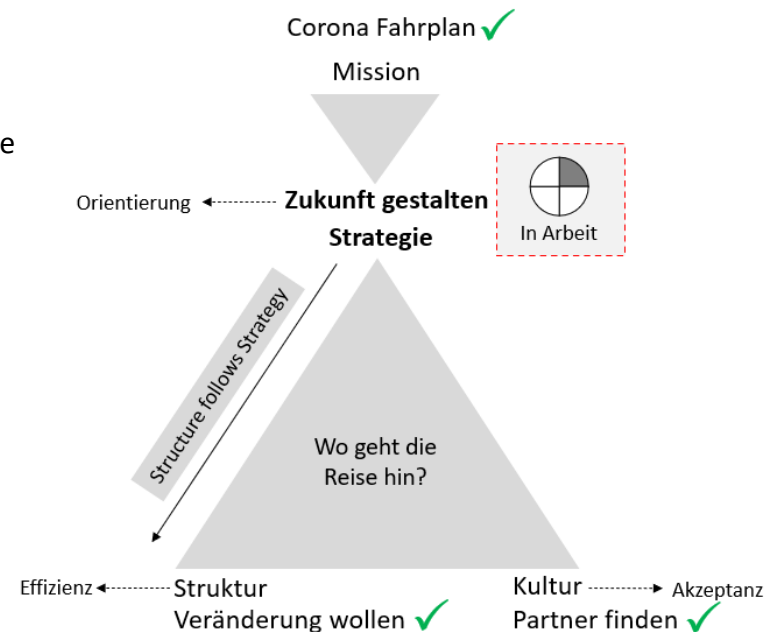 Corona Fahrplan
Mission
e
Orientierung
Zukunft gestalten
Strategie
In Arbeit
Structure follows Strategy
Wo geht die
Reise hin?
Effizienz
Struktur
Veränderung wollen
Kultur
Partner finden
Akzeptanz